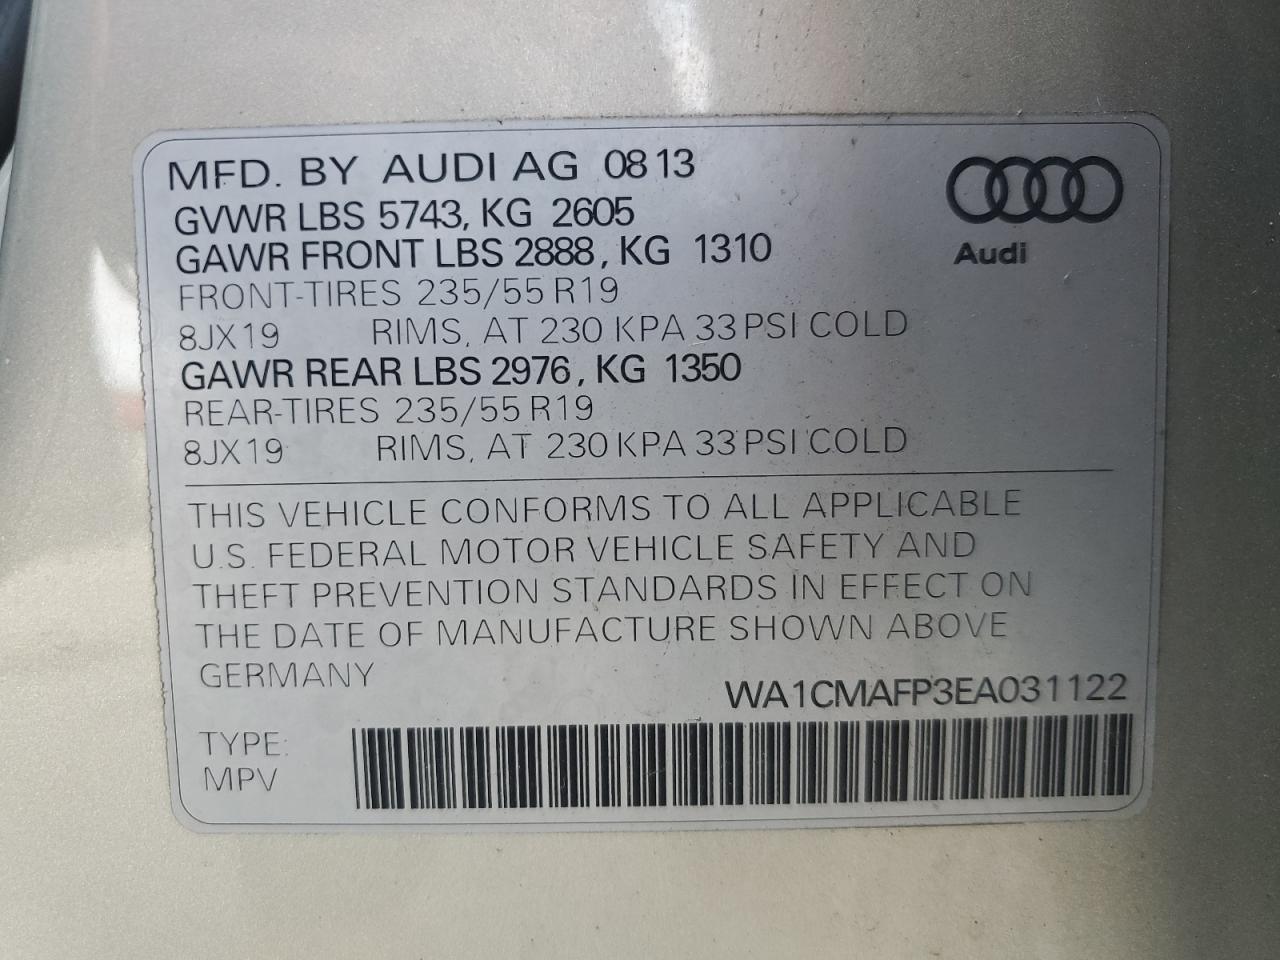 MFD. BY AUDI AG 08 13
GVWR LBS 5743, KG 2605
GAWR FRONT LBS 2888, KG 1310
FRONT-TIRES 235/55 R19
8JX19 RIMS, AT 230 KPA 33 PSI COLD
GAWR REAR LBS 2976, KG 1350
REAR-TIRES 235/55 R19
8JX19 RIMS, AT 230 KPA 33 PSI COLD
Audi
THIS VEHICLE CONFORMS TO ALL APPLICABLE
U.S. FEDERAL MOTOR VEHICLE SAFETY AND
THEFT PREVENTION STANDARDS IN EFFECT ON
THE DATE OF MANUFACTURE SHOWN ABOVE
GERMANY
WA1CMAFP3EA031122
TYPE:
MPV